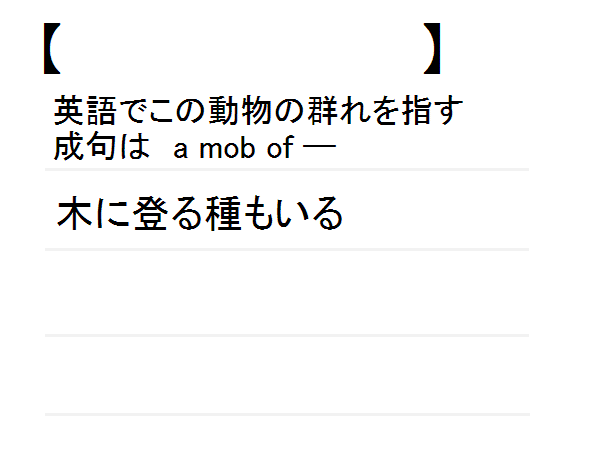 【　　　　　　　　　　】
英語でこの動物の群れを指す
成句は　a mob of ―
木に登る種もいる